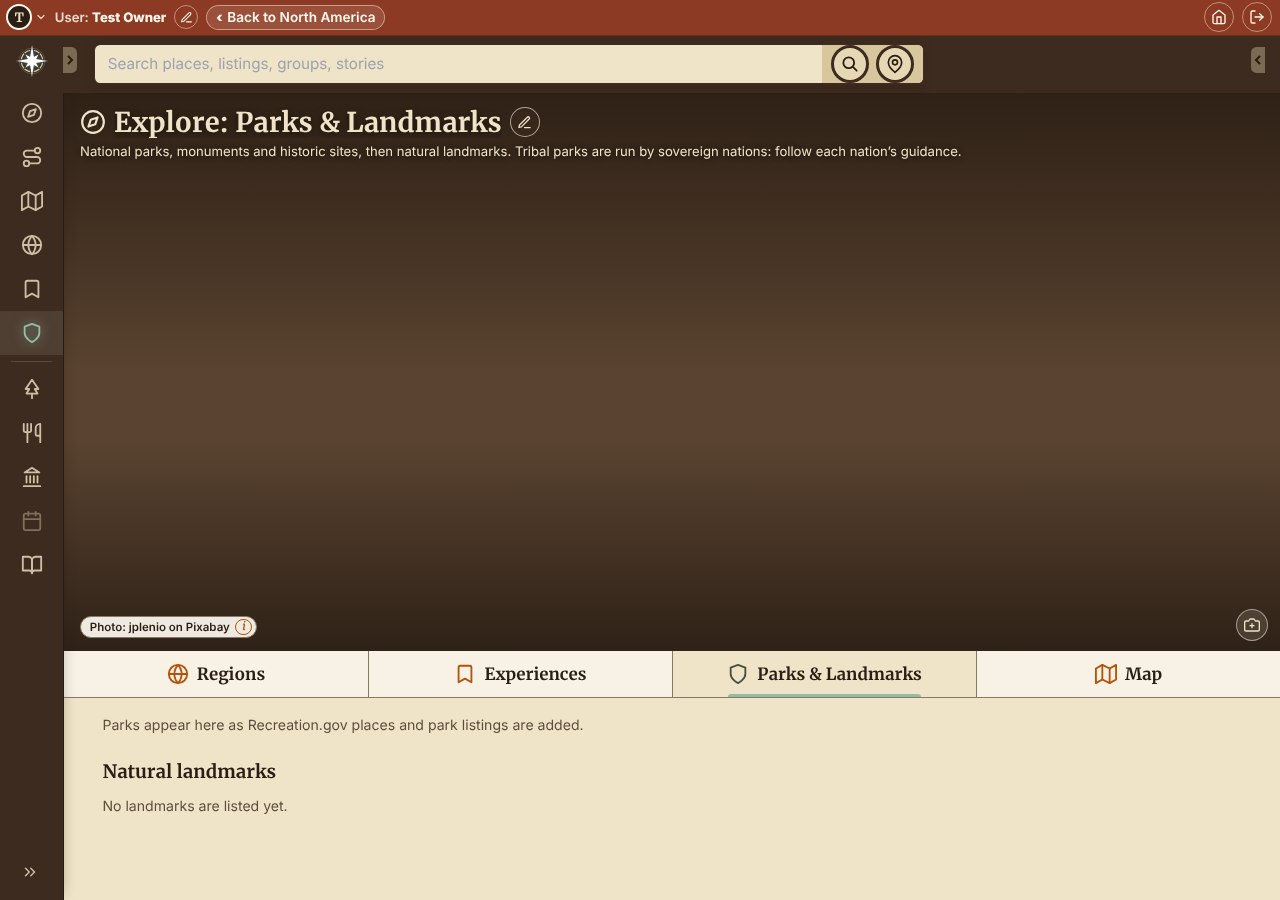 T
User: Test Owner
‹ Back to North America
Search places, listings, groups, stories
Explore: Parks & Landmarks
National parks, monuments and historic sites, then natural landmarks. Tribal parks are run by sovereign nations: follow each nation’s guidance.
Photo: jplenio on Pixabay i
Regions
Experiences
Parks & Landmarks
Map
Parks appear here as Recreation.gov places and park listings are added.
Natural landmarks
No landmarks are listed yet.